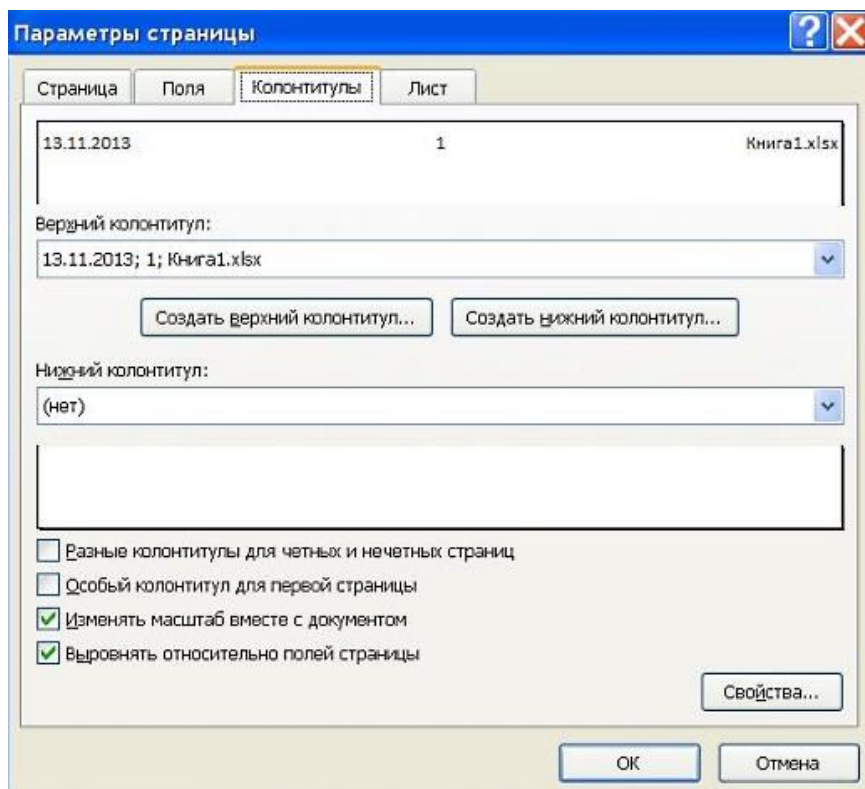 Параметры страницы
Страница Поля Колонтитулы Лист
13.11.2013 1 Книга1.xlsx
Верхний колонтитул:
13.11.2013; 1; Книга1.xlsx
Создать верхний колонтитул... Создать нижний колонтитул...
Нижний колонтитул:
(нет)
Разные колонтитулы для четных и нечетных страниц
Особый колонтитул для первой страницы
Изменять масштаб вместе с документом
Выровнять относительно полей страницы
Свойства...
ОК Отмена